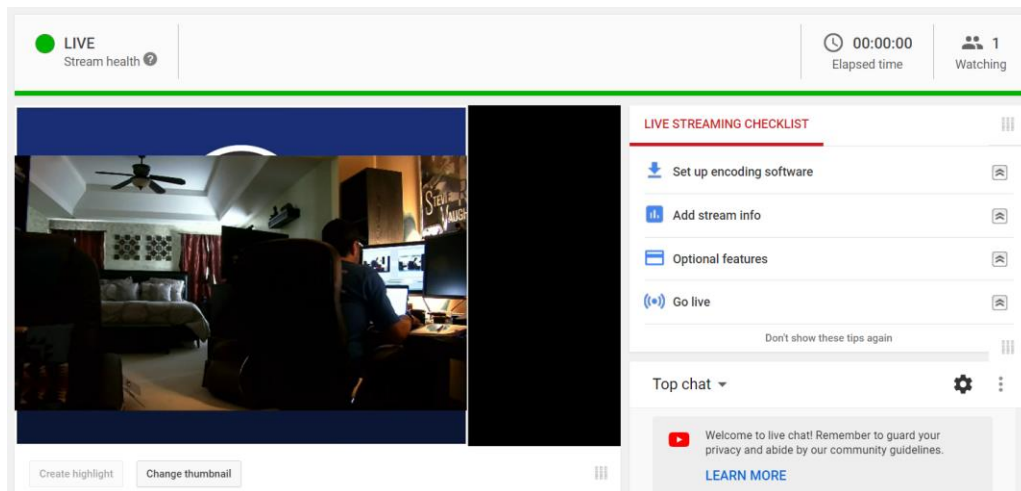 LIVE
Stream health
00:00:00
Elapsed time
1
Watching
LIVE STREAMING CHECKLIST
Set up encoding software
Add stream info
Optional features
Go live
Don't show these tips again
Top chat
Welcome to live chat! Remember to guard your
privacy and abide by our community guidelines.
LEARN MORE
STEVI
VAUGH
Create highlight
Change thumbnail